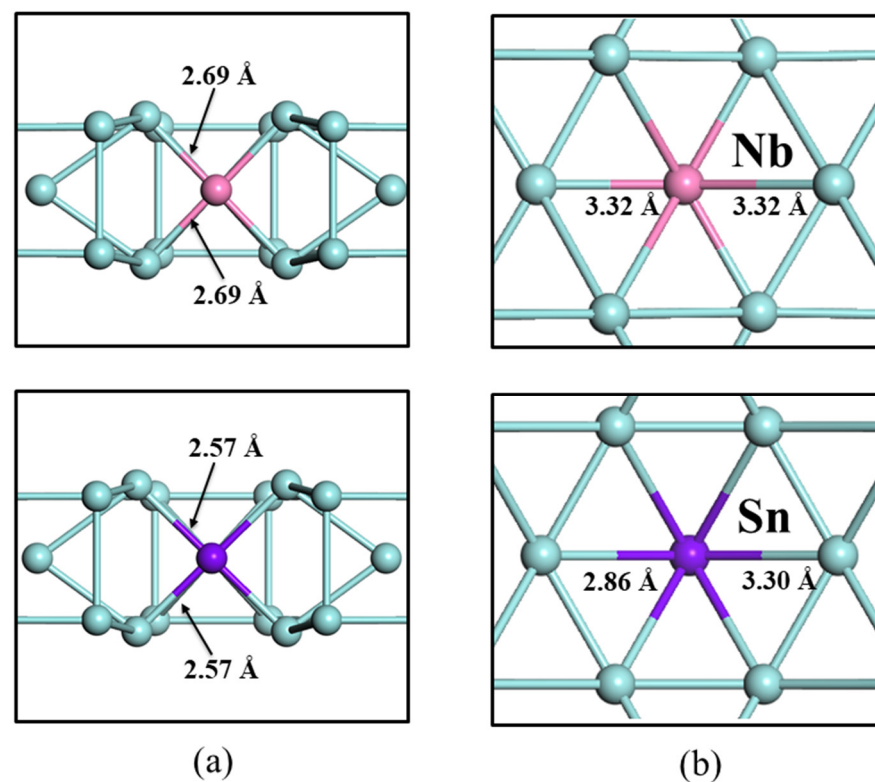 2.69 Å
2.69 Å
Nb
3.32 Å 3.32 Å
2.57 Å
2.57 Å
Sn
2.86 Å 3.30 Å
(a) (b)